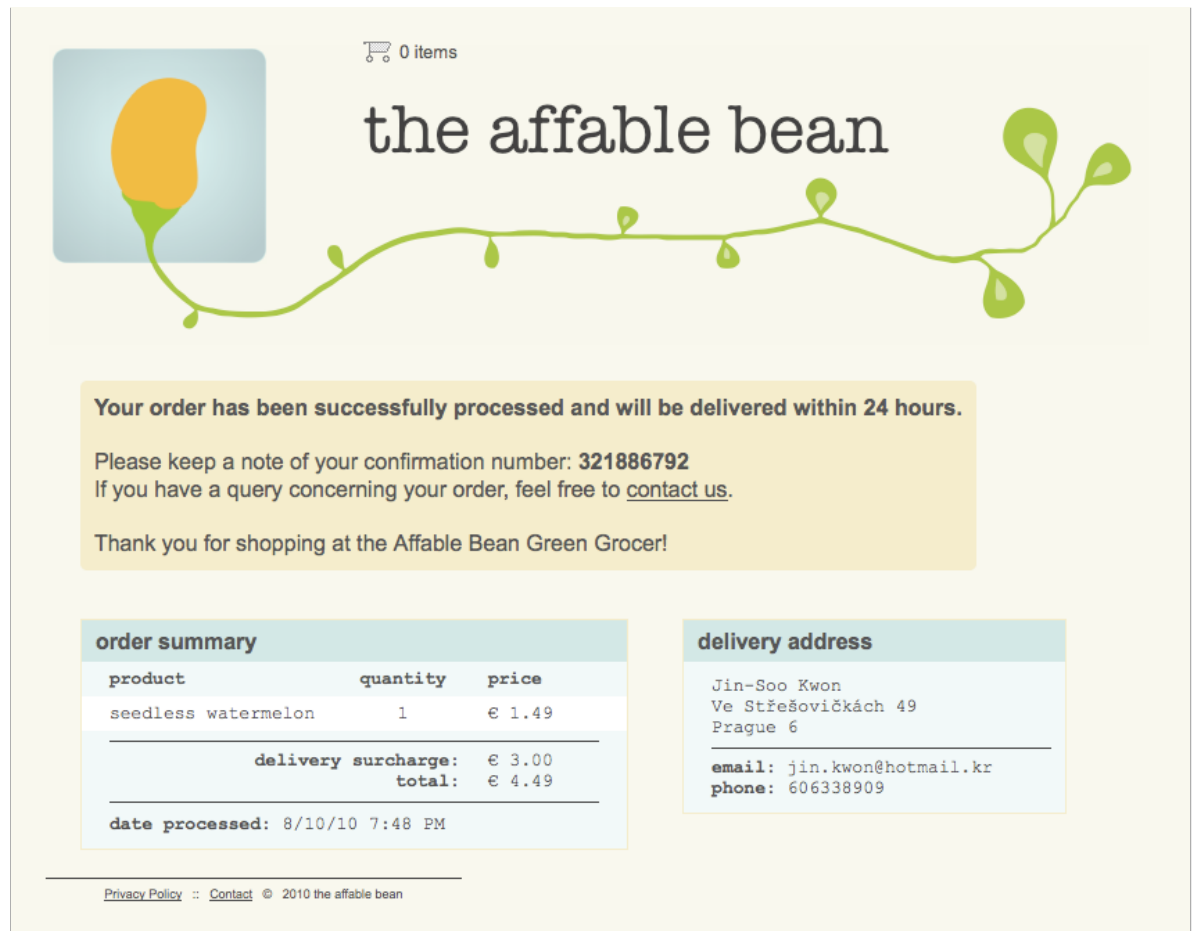 0 items
the affable bean
Your order has been successfully processed and will be delivered within 24 hours.
Please keep a note of your confirmation number: 321886792
If you have a query concerning your order, feel free to contact us.
Thank you for shopping at the Affable Bean Green Grocer!
order summary
product quantity price
seedless watermelon 1 € 1.49
delivery surcharge: € 3.00
total: € 4.49
date processed: 8/10/10 7:48 PM
delivery address
Jin-Soo Kwon
Ve Střešovičkách 49
Prague 6
email: jin.kwon@hotmail.kr
phone: 606338909
Privacy Policy :: Contact © 2010 the affable bean